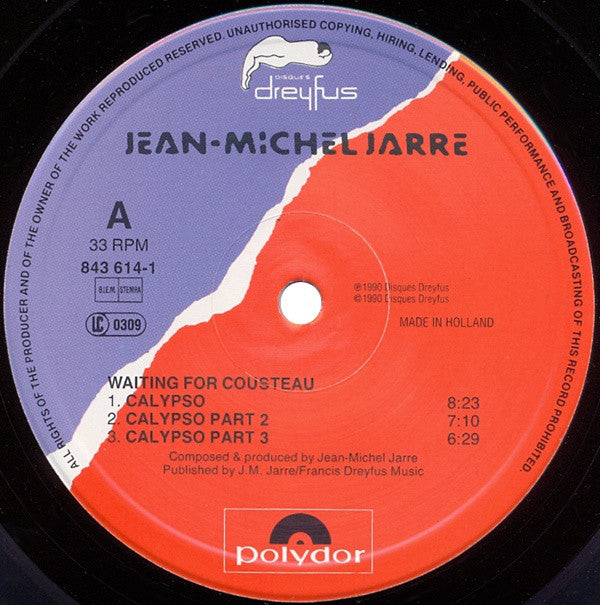 ALL RIGHTS OF THE PRODUCER AND OF THE OWNER OF THE WORK REPRODUCED RESERVED. UNAUTHORISED COPYING, HIRING, LENDING, PUBLIC PERFORMANCE AND BROADCASTING OF THIS RECORD PROHIBITED.
DISQUES
dreyfus
JEAN-MICHEL JARRE
A
33 RPM
843 614-1
B.I.E.M. STEMRA
LC 0309
℗ 1990 Disques Dreyfus
© 1990 Disques Dreyfus
MADE IN HOLLAND
WAITING FOR COUSTEAU
1. CALYPSO 8:23
2. CALYPSO PART 2 7:10
3. CALYPSO PART 3 6:29
Composed & produced by Jean-Michel Jarre
Published by J.M. Jarre/Francis Dreyfus Music
polydor